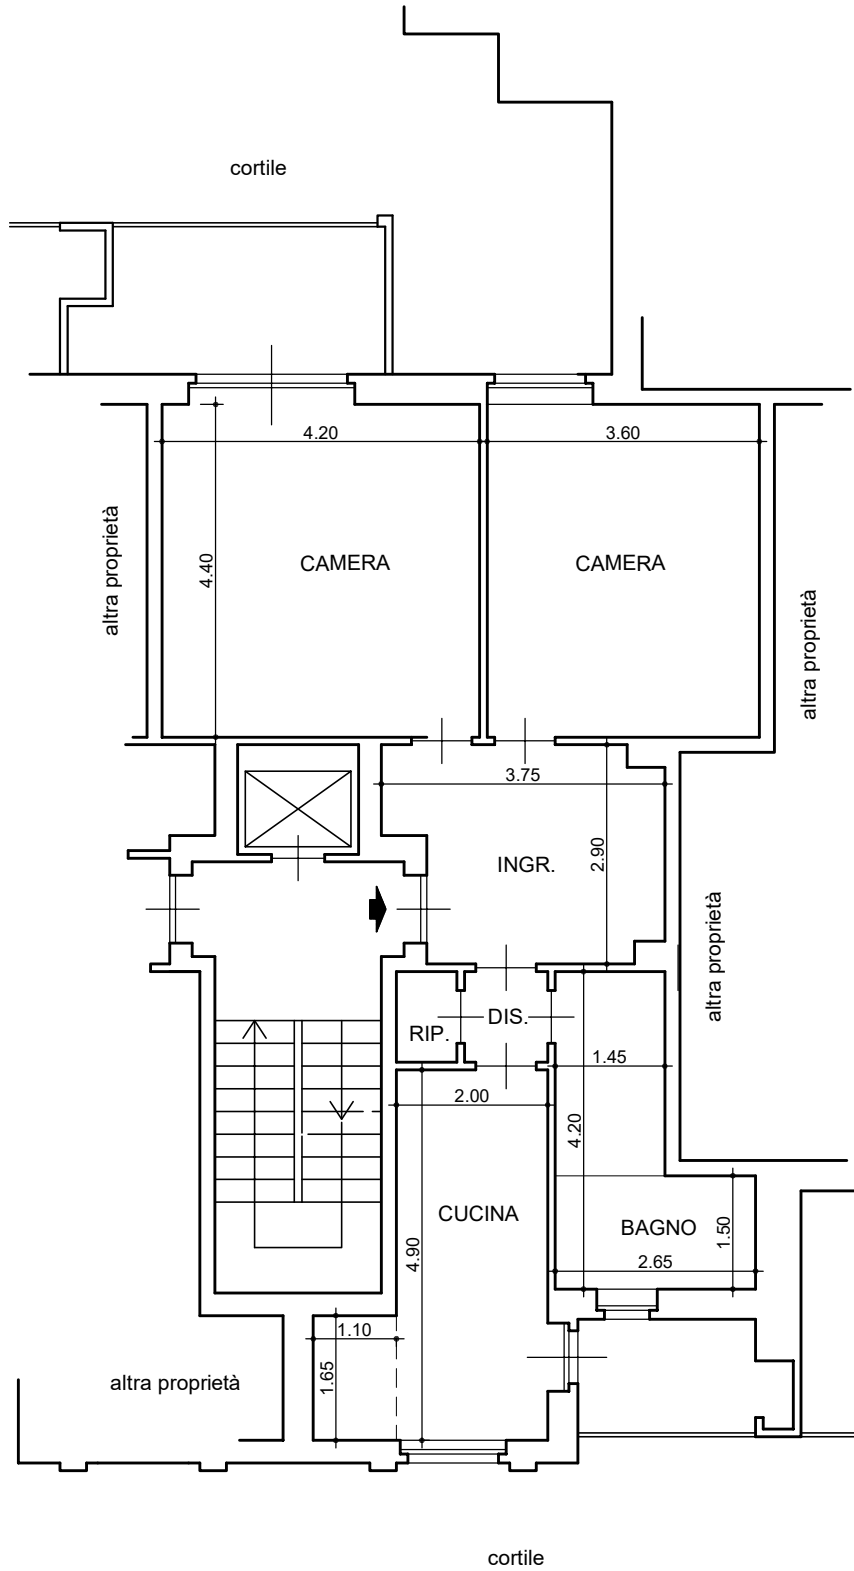 cortile
4.20
3.60
altra proprietà
4.40
CAMERA
CAMERA
altra proprietà
3.75
INGR.
2.90
altra proprietà
RIP.
DIS.
1.45
2.00
4.20
CUCINA
BAGNO
1.50
4.90
2.65
1.10
1.65
altra proprietà
cortile